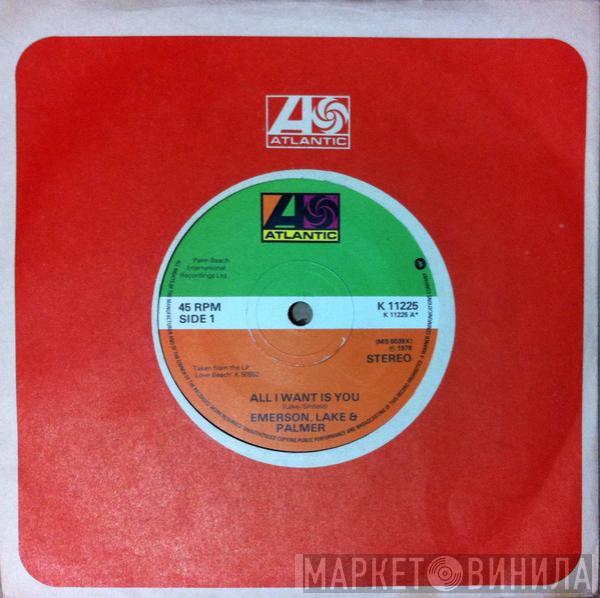 ATLANTIC
ATLANTIC
Palm Beach
International
Recordings Ltd.
45 RPM
SIDE 1
K 11225
K 11225 A*
(MS 6039X)
℗ 1978
STEREO
Taken from the LP
'Love Beach' K 50552
ALL I WANT IS YOU
(Lake/Sinfield)
EMERSON, LAKE &
PALMER
МАРКЕТ ВИНИЛА